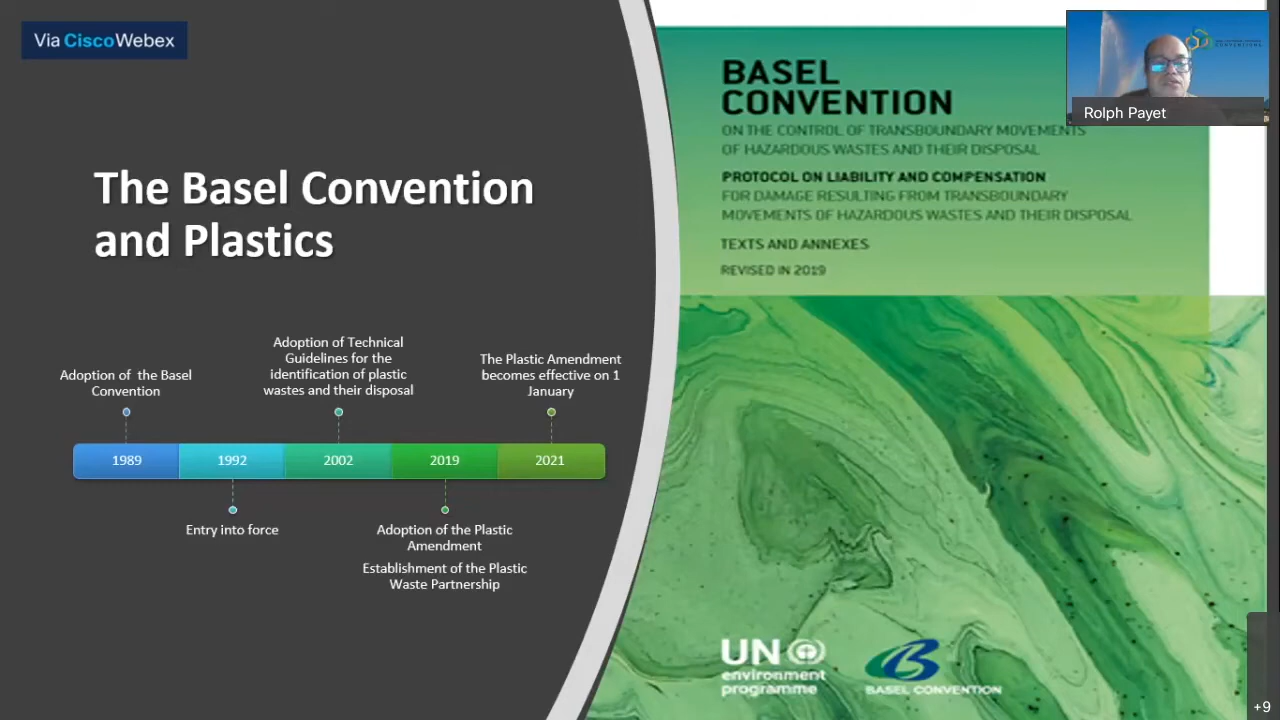 Via CiscoWebex
The Basel Convention
and Plastics
Adoption of the Basel
Convention
Adoption of Technical
Guidelines for the
identification of plastic
wastes and their disposal
The Plastic Amendment
becomes effective on 1
January
1989
1992
2002
2019
2021
Entry into force
Adoption of the Plastic
Amendment
Establishment of the Plastic
Waste Partnership
BASEL
CONVENTION
ON THE CONTROL OF TRANSBOUNDARY MOVEMENTS
OF HAZARDOUS WASTES AND THEIR DISPOSAL
PROTOCOL ON LIABILITY AND COMPENSATION
FOR DAMAGE RESULTING FROM TRANSBOUNDARY
MOVEMENTS OF HAZARDOUS WASTES AND THEIR DISPOSAL
TEXTS AND ANNEXES
REVISED IN 2019
UN
environment
programme
BASEL CONVENTION
CONVENTIONS
Rolph Payet
+9